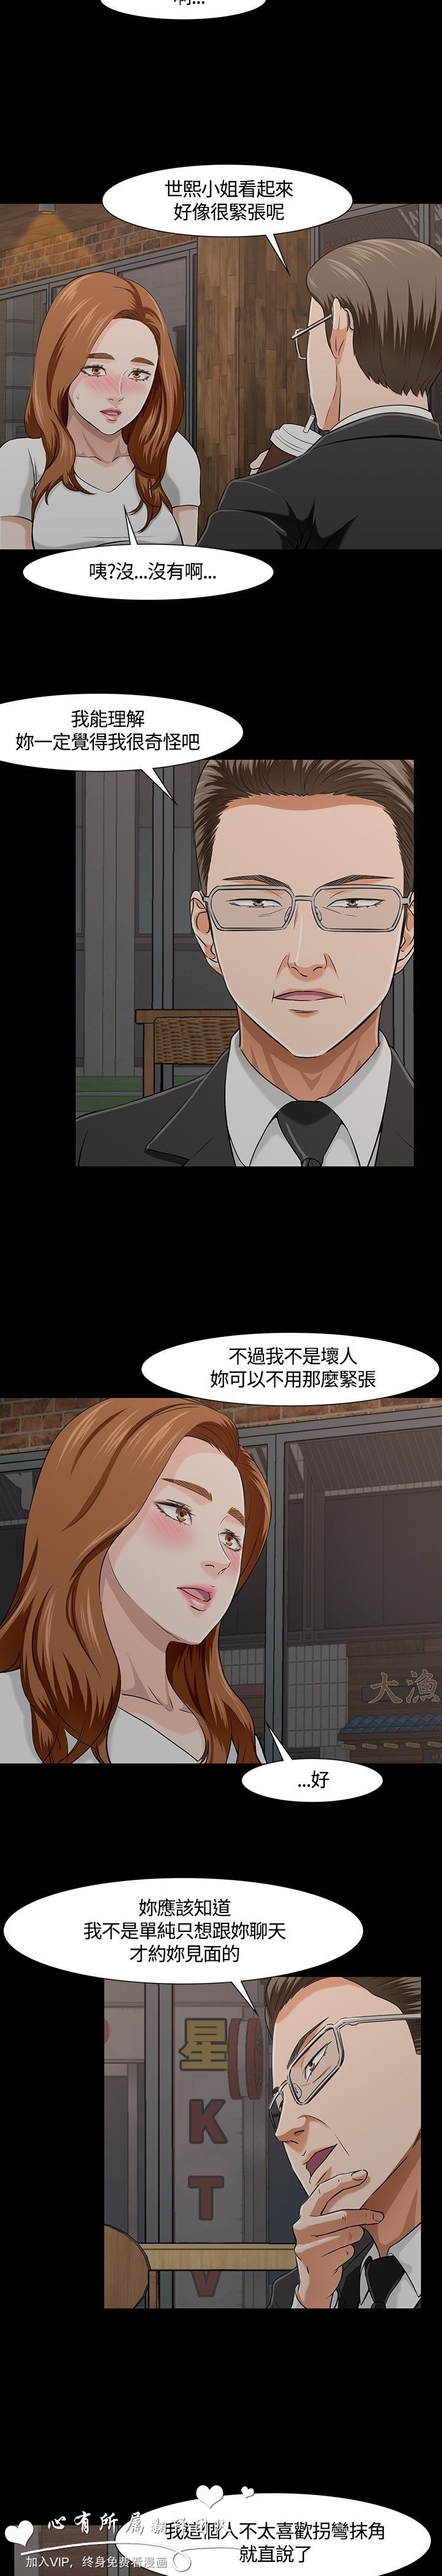 啊...
世熙小姐看起來
好像很緊張呢
咦?沒...沒有啊...
我能理解
妳一定覺得我很奇怪吧
不過我不是壞人
妳可以不用那麼緊張
大漁
...好
妳應該知道
我不是單純只想跟妳聊天
才約妳見面的
星KTV
心有所属
我這個人不太喜歡拐彎抹角
就直說了
加入VIP，终身免费看漫画